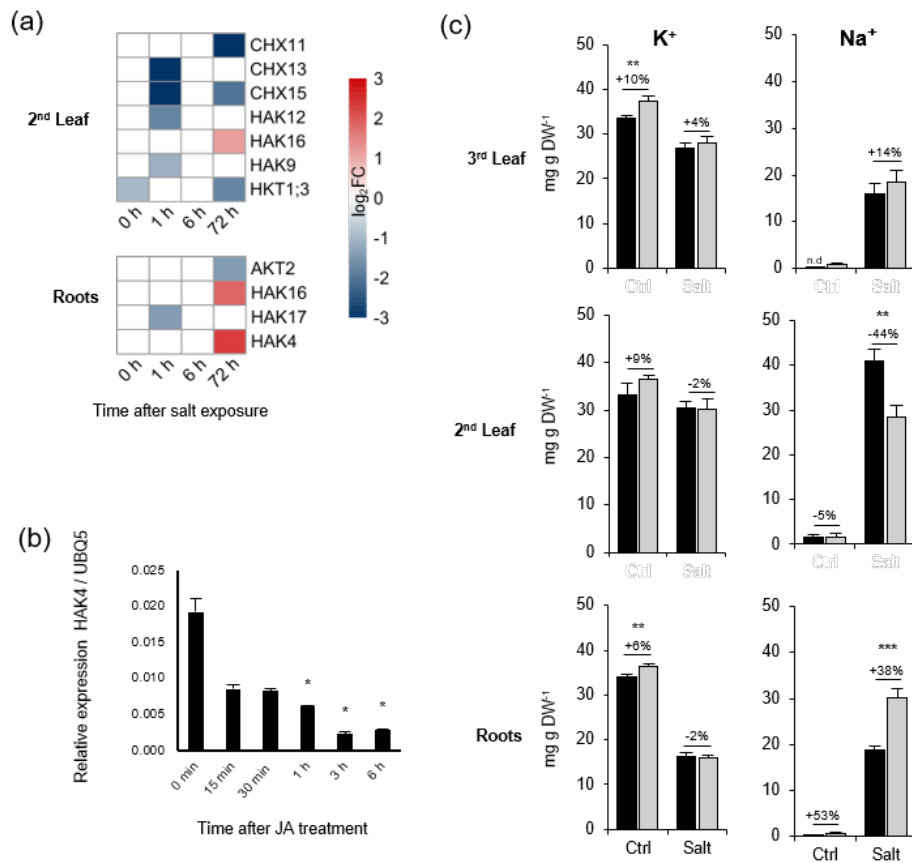 (a)
2nd Leaf
CHX11
CHX13
CHX15
HAK12
HAK16
HAK9
HKT1;3
0 h
1 h
6 h
72 h
3
2
1
0
-1
-2
-3
log2FC
Roots
AKT2
HAK16
HAK17
HAK4
0 h
1 h
6 h
72 h
Time after salt exposure
(b)
Relative expression HAK4 / UBQ5
0.025
0.020
0.015
0.010
0.005
0.000
*
*
*
0 min
15 min
30 min
1 h
3 h
6 h
Time after JA treatment
(c)
K+
Na+
3rd Leaf
mg g DW-1
50
40
30
20
10
0
**
+10%
+4%
Ctrl
Salt
50
40
30
20
10
0
n.d
+14%
Ctrl
Salt
2nd Leaf
mg g DW-1
50
40
30
20
10
0
+9%
-2%
Ctrl
Salt
50
40
30
20
10
0
-5%
**
-44%
Ctrl
Salt
Roots
mg g DW-1
50
40
30
20
10
0
**
+6%
-2%
Ctrl
Salt
50
40
30
20
10
0
+53%
***
+38%
Ctrl
Salt